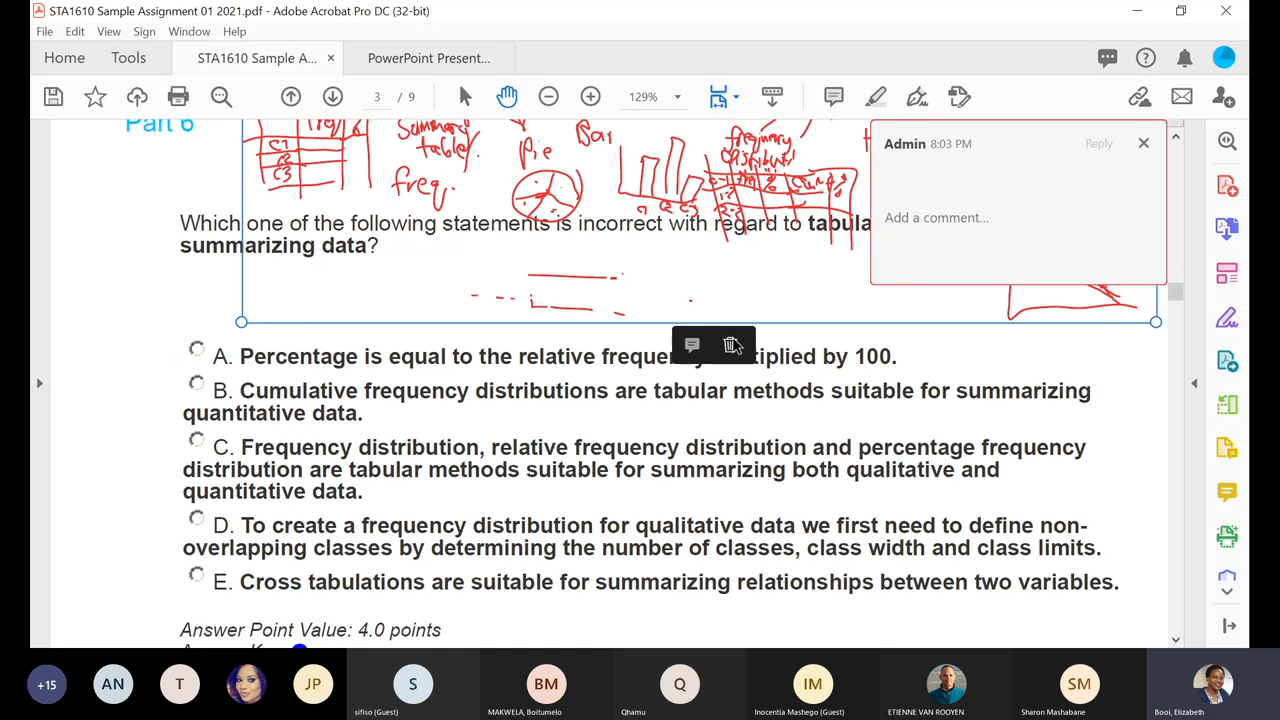 STA1610 Sample Assignment 01 2021.pdf - Adobe Acrobat Pro DC (32-bit)
File Edit View Sign Window Help
Home Tools STA1610 Sample A... × PowerPoint Present...
3 / 9 129%
Part 6
Summary
table
freq.
Pie
Bar
frequency
C1
C2
C3
Admin 8:03 PM Reply
Add a comment...
Which one of the following statements is incorrect with regard to tabula
summarizing data?
A. Percentage is equal to the relative freque tiplied by 100.
B. Cumulative frequency distributions are tabular methods suitable for summarizing
quantitative data.
C. Frequency distribution, relative frequency distribution and percentage frequency
distribution are tabular methods suitable for summarizing both qualitative and
quantitative data.
D. To create a frequency distribution for qualitative data we first need to define non-
overlapping classes by determining the number of classes, class width and class limits.
E. Cross tabulations are suitable for summarizing relationships between two variables.
Answer Point Value: 4.0 points
+15 AN T JP S BM Q IM SM
sifiso (Guest) MAKWELA, Boitumelo Qhamu Inocentia Mashego (Guest) ETIENNE VAN ROOYEN Sharon Mashabane Booi, Elizabeth